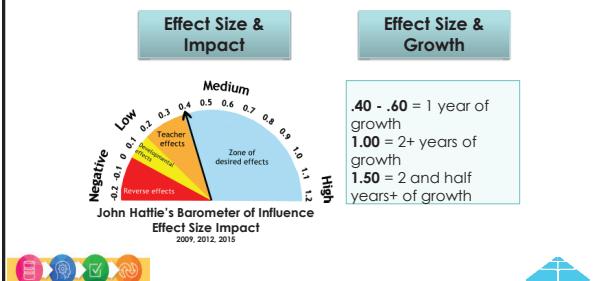 Effect Size &
Impact
Effect Size &
Growth
Negative
Low
Medium
High
-0.2 -0.1 0 0.1 0.2 0.3 0.4 0.5 0.6 0.7 0.8 0.9 1.0 1.1 1.2
Reverse effects
Developmental
effects
Teacher
effects
Zone of
desired effects
John Hattie's Barometer of Influence
Effect Size Impact
2009, 2012, 2015
.40 - .60 = 1 year of
growth
1.00 = 2+ years of
growth
1.50 = 2 and half
years+ of growth